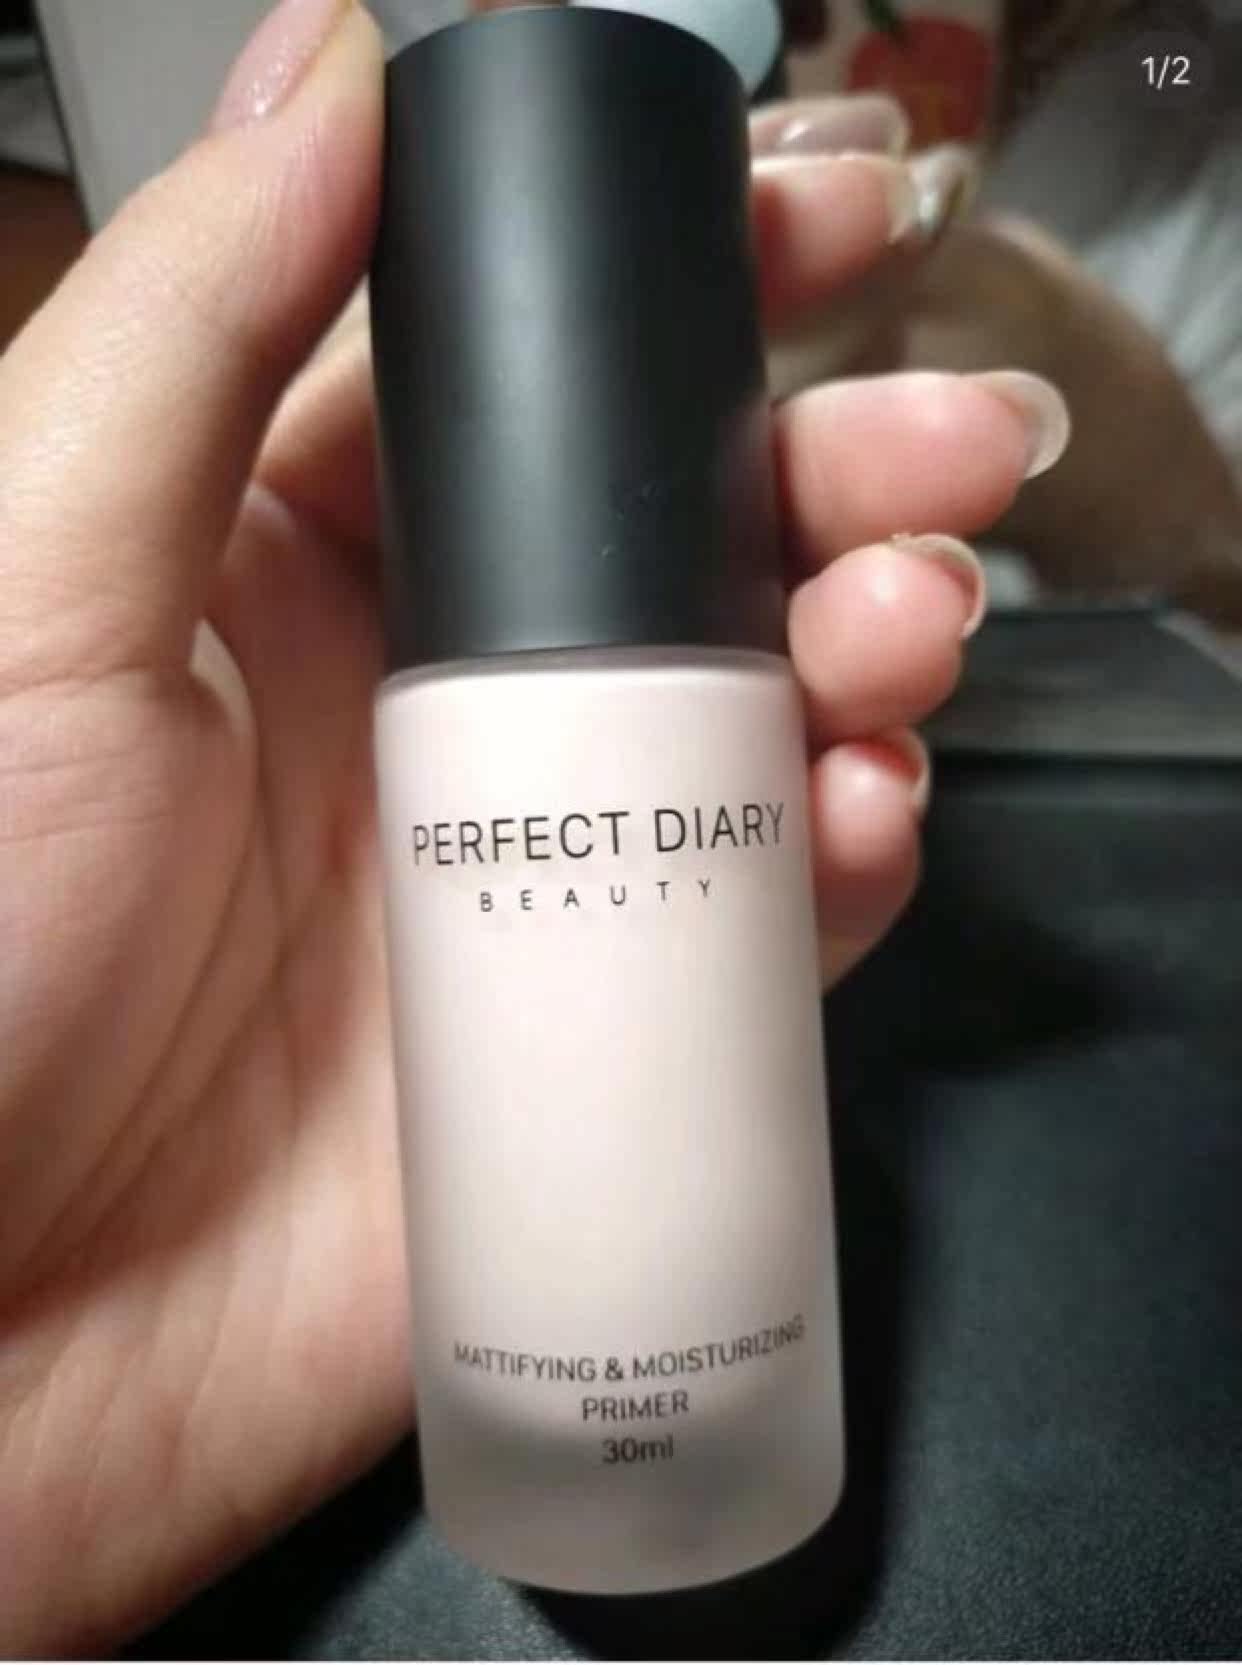 1/2
PERFECT DIARY
BEAUTY
MATTIFYING & MOISTURIZING
PRIMER
30ml